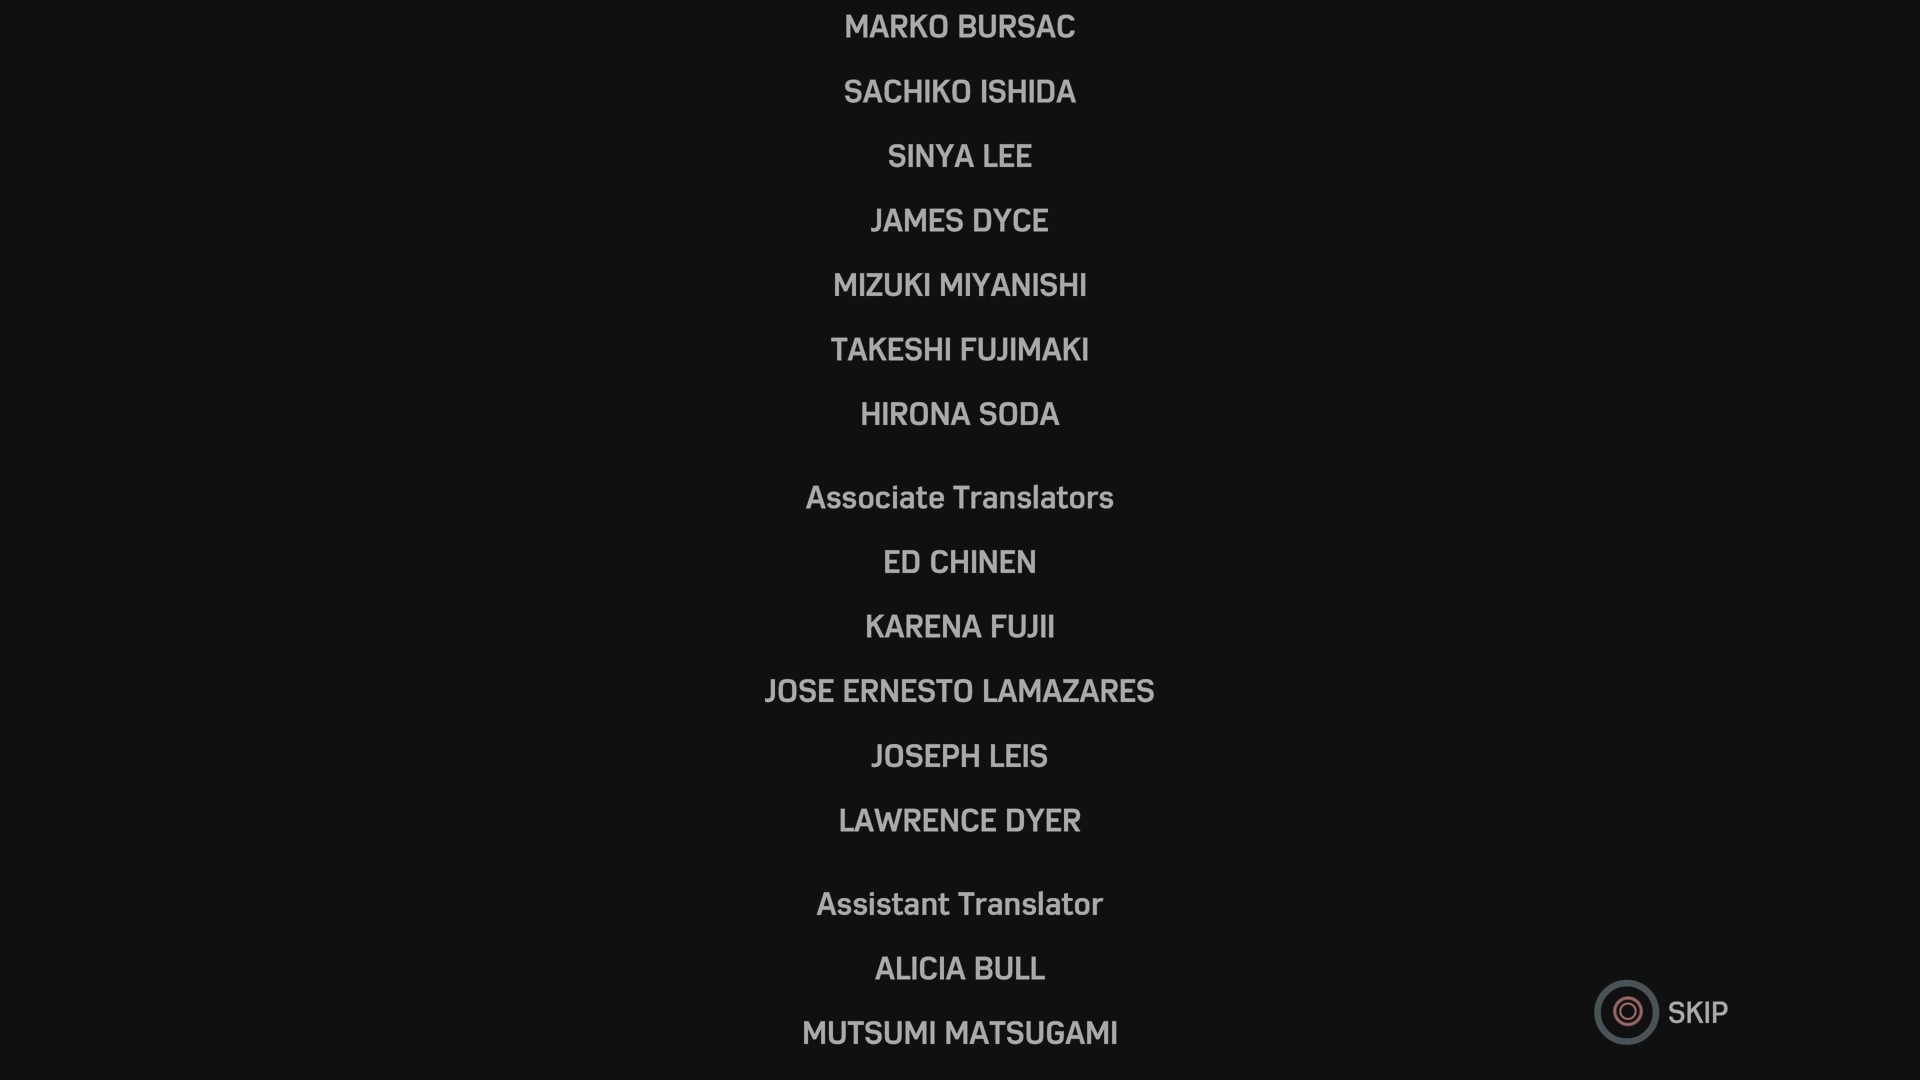 MARKO BURSAC
SACHIKO ISHIDA
SINYA LEE
JAMES DYCE
MIZUKI MIYANISHI
TAKESHI FUJIMAKI
HIRONA SODA
Associate Translators
ED CHINEN
KARENA FUJII
JOSE ERNESTO LAMAZARES
JOSEPH LEIS
LAWRENCE DYER
Assistant Translator
ALICIA BULL
SKIP
MUTSUMI MATSUGAMI